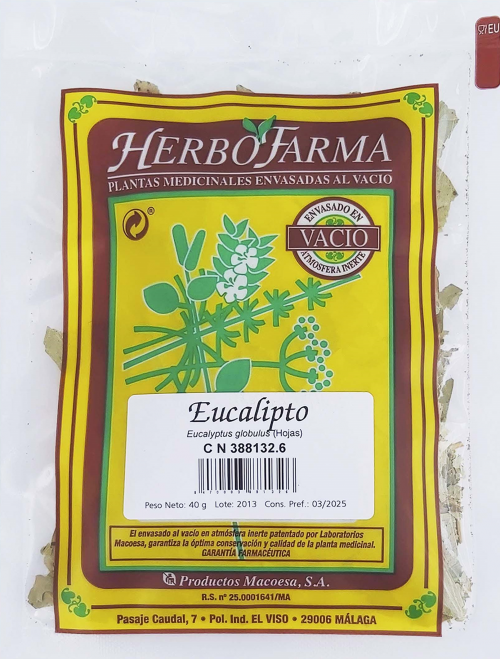 EU
HERBOFARMA
PLANTAS MEDICINALES ENVASADAS AL VACIO
®
ENVASADO EN
VACIO
ATMOSFERA INERTE
Eucalipto
Eucalyptus globulus (Hojas)
C N 388132.6
Peso Neto: 40 g Lote: 2013 Cons. Pref.: 03/2025
El envasado al vacío en atmósfera inerte patentado por Laboratorios
Macoesa, garantiza la óptima conservación y calidad de la planta medicinal.
GARANTÍA FARMACÉUTICA
Productos Macoesa, S.A.
R.S. nº 25.0001641/MA
Pasaje Caudal, 7 • Pol. Ind. EL VISO • 29006 MÁLAGA